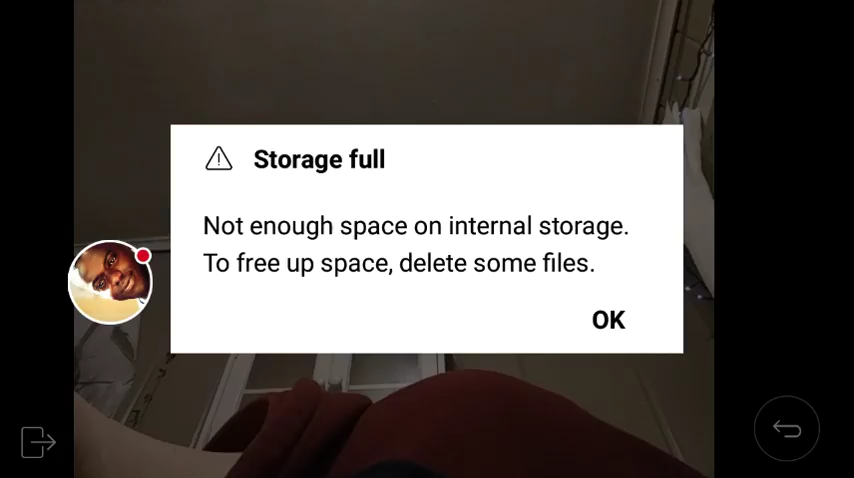 Storage full
Not enough space on internal storage.
To free up space, delete some files.
OK